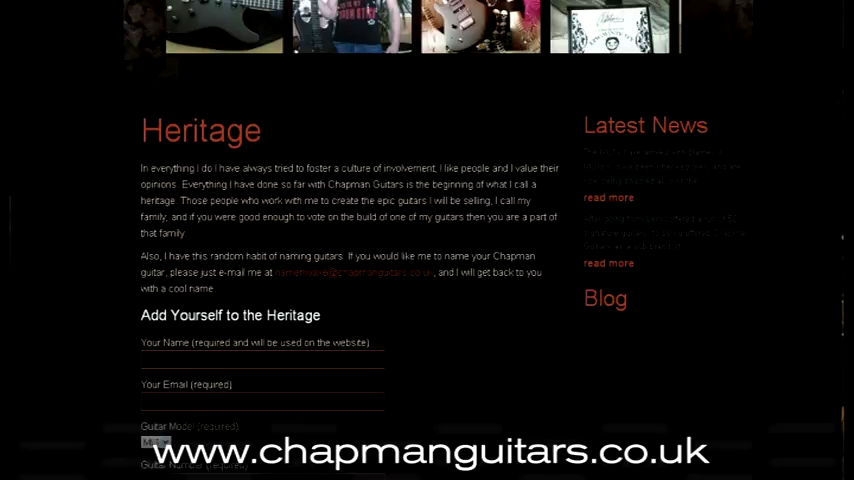 Heritage
In everything I do I have always tried to foster a culture of involvement, I like people and I value their
opinions. Everything I have done so far with Chapman Guitars is the beginning of what I call a
heritage. Those people who work with me to create the epic guitars I will be selling, I call my
family, and if you were good enough to vote on the build of one of my guitars then you are a part of
that family.
Also, I have this random habit of naming guitars. If you would like me to name your Chapman
guitar, please just e-mail me at and I will get back to you
with a cool name.
Add Yourself to the Heritage
Your Name (required and will be used on the website)
Your Email (required)
Guitar Model (required)
Guitar Number (required)
Latest News
read more
read more
Blog
www.chapmanguitars.co.uk